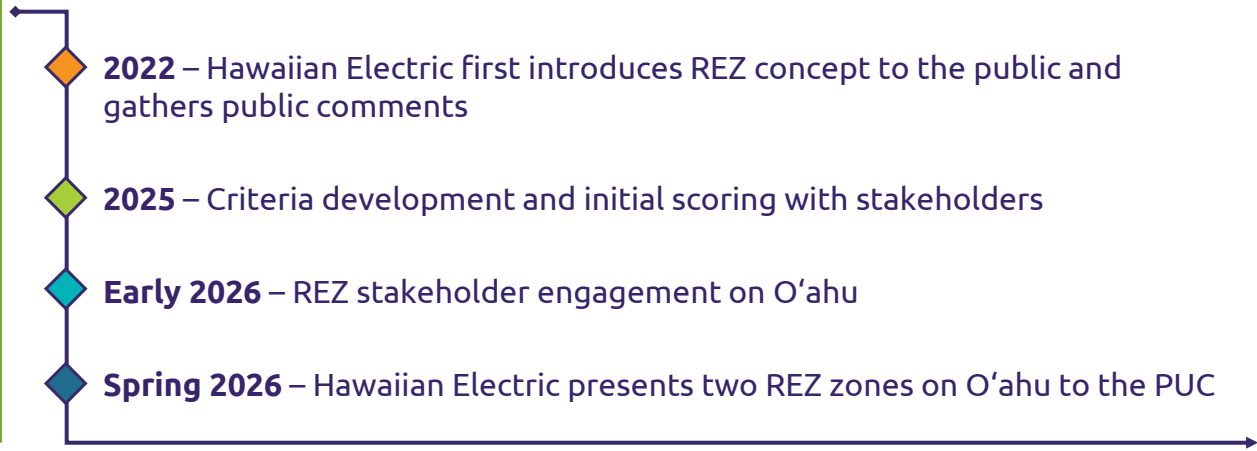 2022 – Hawaiian Electric first introduces REZ concept to the public and
gathers public comments
2025 – Criteria development and initial scoring with stakeholders
Early 2026 – REZ stakeholder engagement on Oʻahu
Spring 2026 – Hawaiian Electric presents two REZ zones on Oʻahu to the PUC